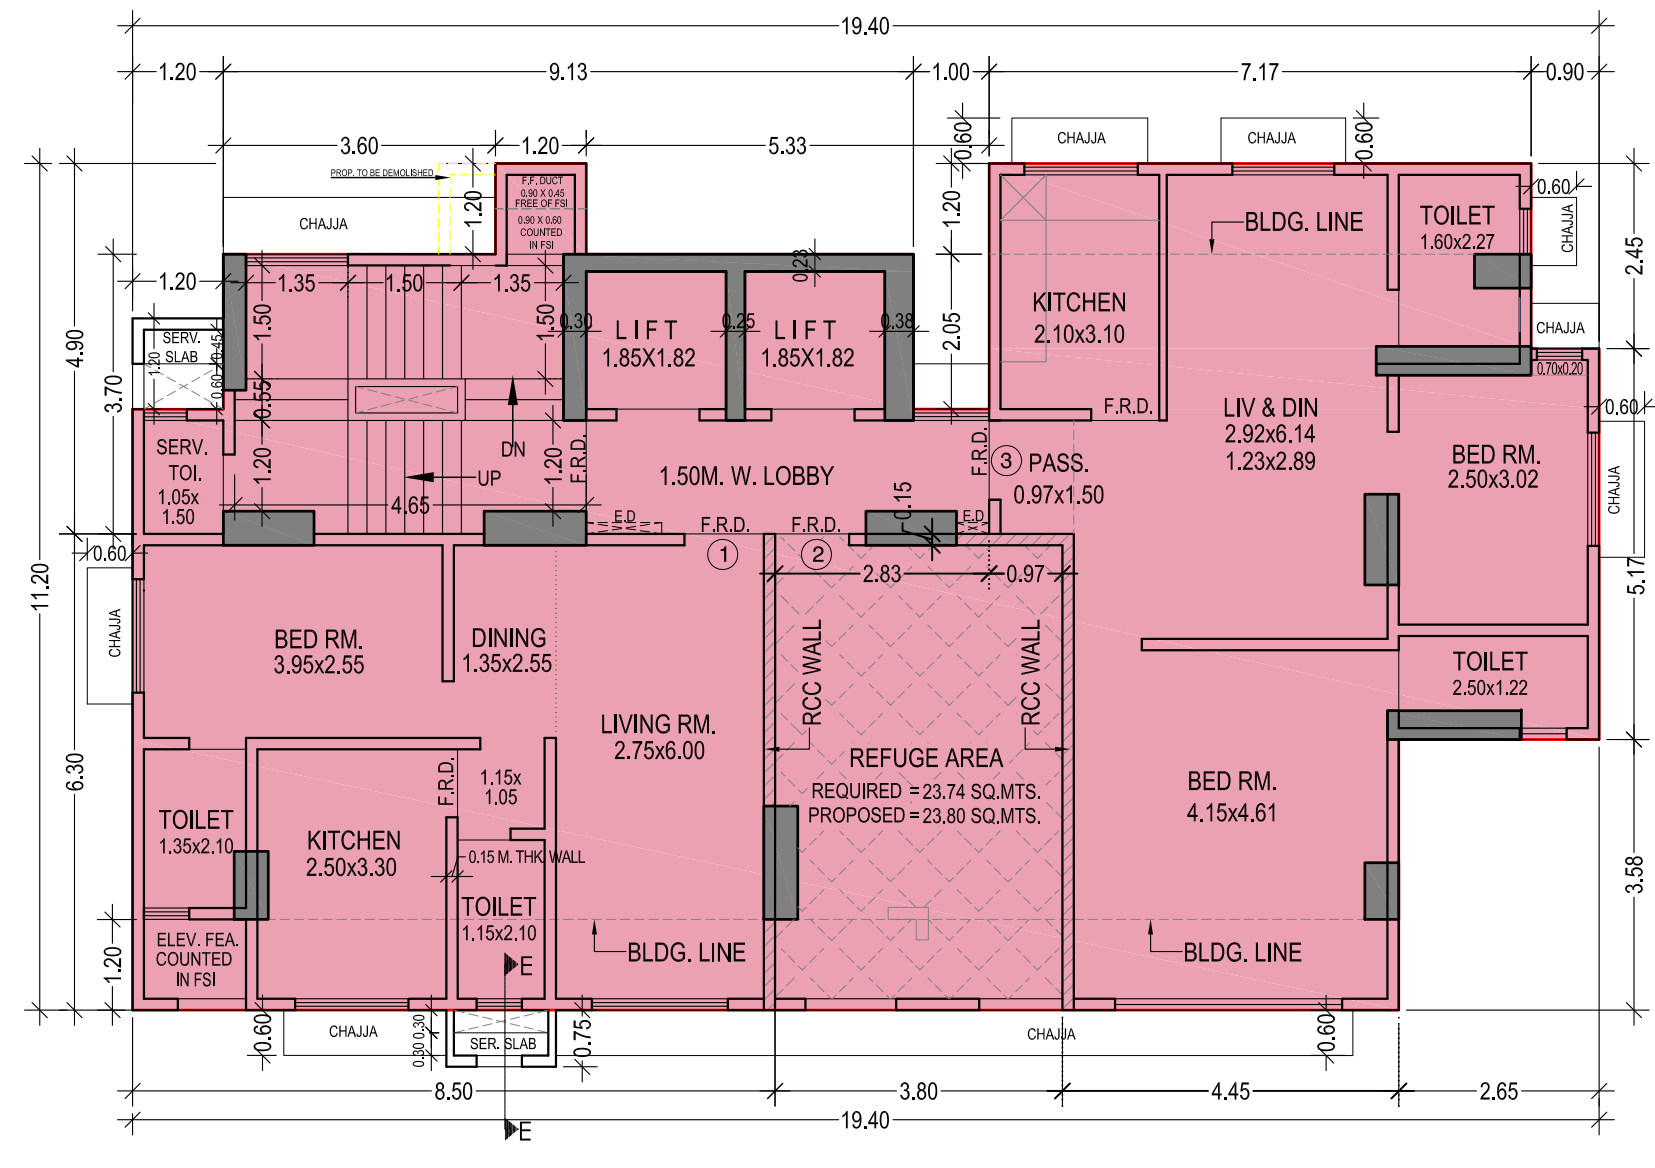 19.40
1.20
9.13
1.00
7.17
0.90
3.60
1.20
5.33
0.60
CHAJJA
CHAJJA
0.60
PROP. TO BE DEMOLISHED
1.20
F.F. DUCT
0.90 X 0.45
FREE OF FSI
0.90 X 0.60
COUNTED
IN FSI
1.20
CHAJJA
BLDG. LINE
TOILET
1.60x2.27
0.60
CHAJJA
2.45
1.20
1.35
1.50
1.35
0.23
KITCHEN
2.10x3.10
1.50
1.50
0.30
LIFT
1.85X1.82
0.25
LIFT
1.85X1.82
0.38
2.05
CHAJJA
4.90
3.70
SERV.
SLAB
1.20
0.45
0.60
0.55
0.70x0.20
0.60
F.R.D.
LIV & DIN
2.92x6.14
1.23x2.89
SERV.
TOI.
1.05x
1.50
1.20
DN
UP
1.20
F.R.D.
1.50M. W. LOBBY
F.R.D.
3
PASS.
0.97x1.50
BED RM.
2.50x3.02
CHAJJA
4.65
0.15
E.D
F.R.D.
F.R.D.
E.D
0.60
1
2
2.83
0.97
11.20
5.17
CHAJJA
BED RM.
3.95x2.55
DINING
1.35x2.55
RCC WALL
RCC WALL
TOILET
2.50x1.22
LIVING RM.
2.75x6.00
REFUGE AREA
REQUIRED = 23.74 SQ.MTS.
PROPOSED = 23.80 SQ.MTS.
BED RM.
4.15x4.61
6.30
F.R.D.
1.15x
1.05
TOILET
1.35x2.10
KITCHEN
2.50x3.30
0.15 M. THK. WALL
3.58
TOILET
1.15x2.10
1.20
ELEV. FEA.
COUNTED
IN FSI
BLDG. LINE
BLDG. LINE
E
0.60
CHAJJA
0.30
0.30
SER. SLAB
0.75
CHAJJA
0.60
8.50
3.80
4.45
2.65
19.40
E